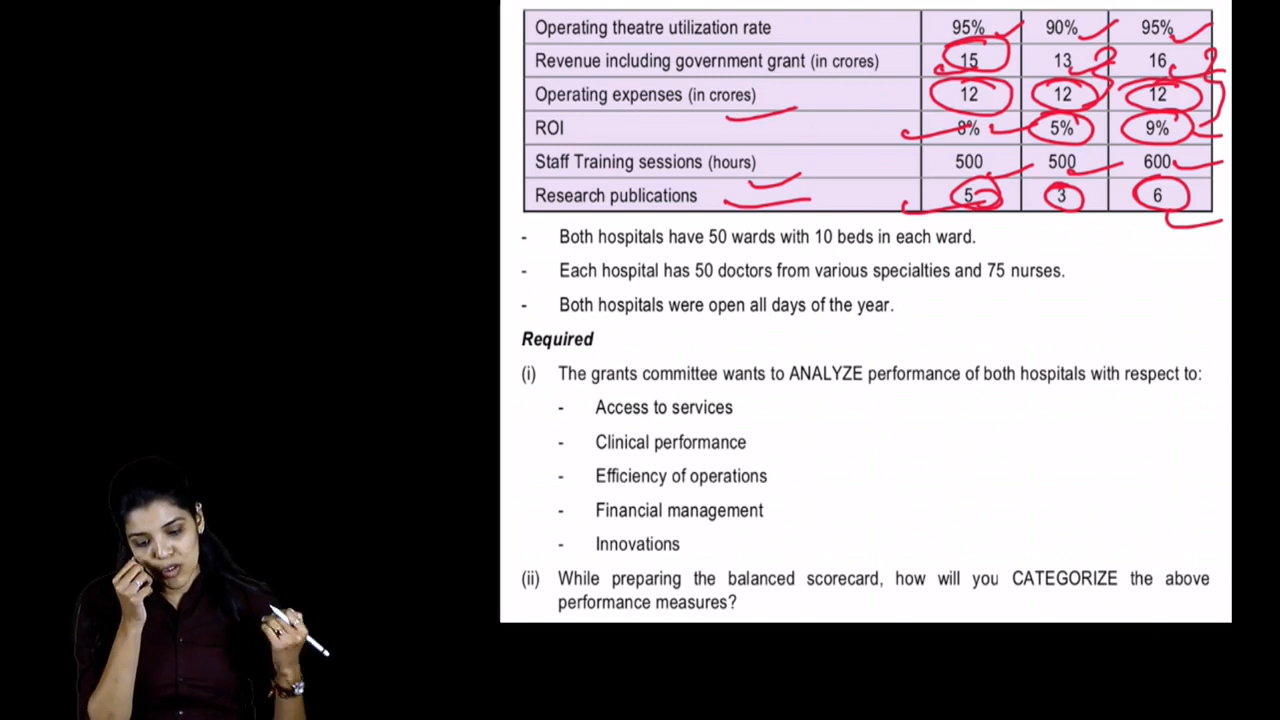 Operating theatre utilization rate 95% 90% 95%
Revenue including government grant (in crores) 15 13 16
Operating expenses (in crores) 12 12 12
ROI 8% 5% 9%
Staff Training sessions (hours) 500 500 600
Research publications 5 3 6
- Both hospitals have 50 wards with 10 beds in each ward.
- Each hospital has 50 doctors from various specialties and 75 nurses.
- Both hospitals were open all days of the year.
Required
(i) The grants committee wants to ANALYZE performance of both hospitals with respect to:
- Access to services
- Clinical performance
- Efficiency of operations
- Financial management
- Innovations
(ii) While preparing the balanced scorecard, how will you CATEGORIZE the above
performance measures?